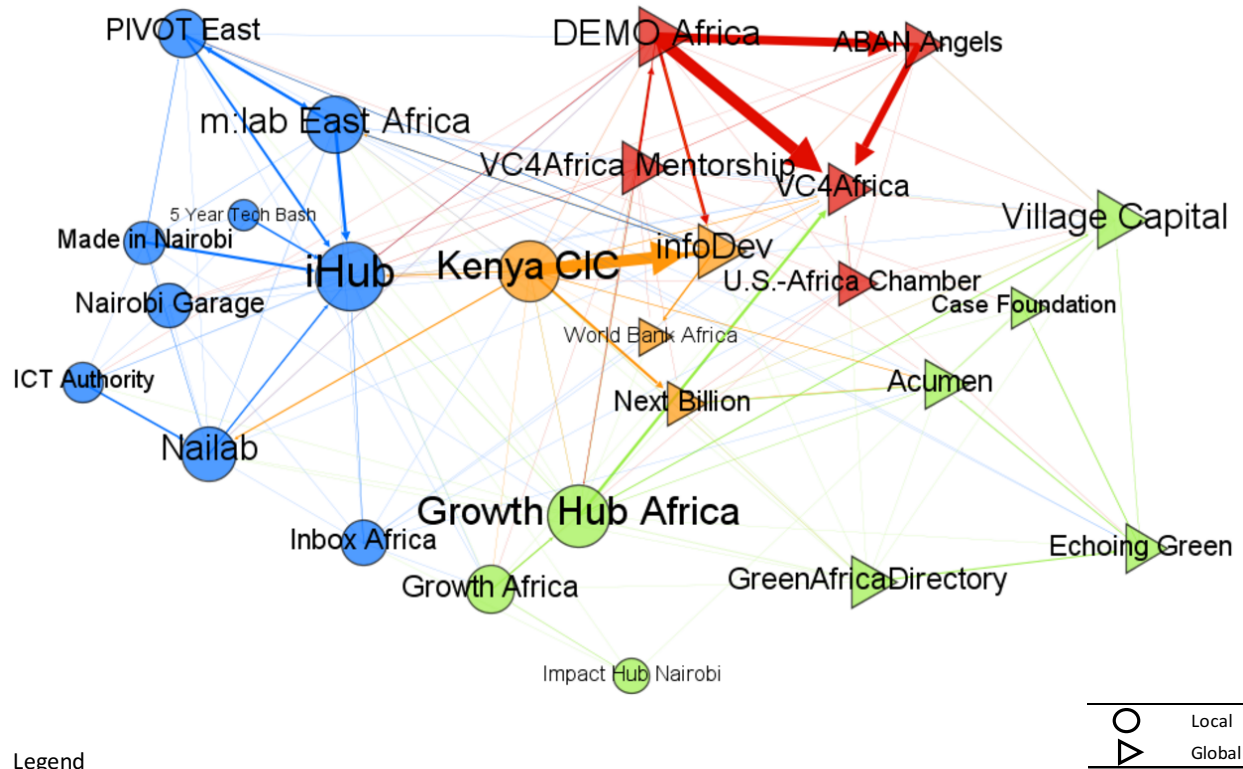 PIVOT East
DEMO Africa
ABAN Angels
m:lab East Africa
VC4Africa Mentorship
VC4Africa
5 Year Tech Bash
Village Capital
Made in Nairobi
infoDev
iHub
Kenya CIC
U.S.-Africa Chamber
Nairobi Garage
Case Foundation
World Bank Africa
ICT Authority
Acumen
Next Billion
Nailab
Growth Hub Africa
Inbox Africa
Echoing Green
Growth Africa
GreenAfricaDirectory
Impact Hub Nairobi
Local
Global
Legend